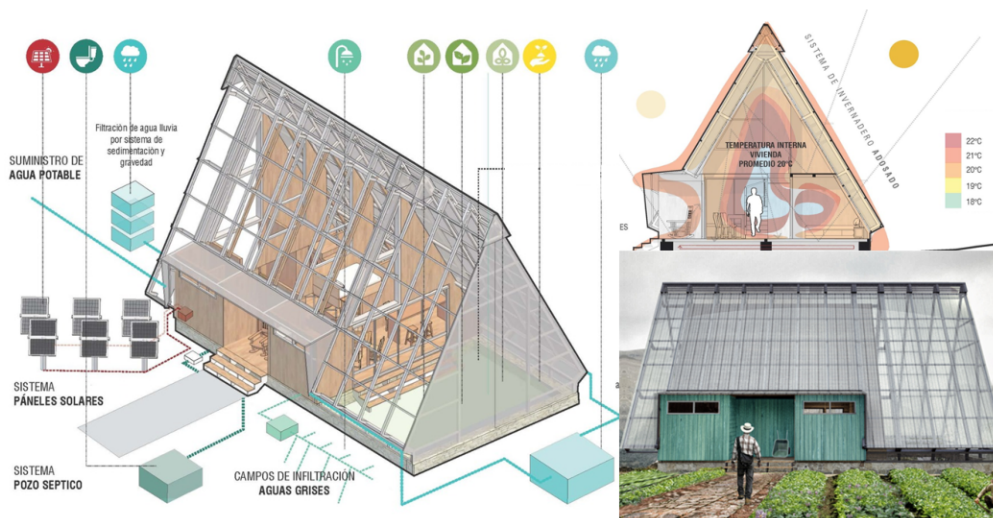 Filtración de agua lluvia
por sistema de
sedimentación y
gravedad
SUMINISTRO DE
AGUA POTABLE
SISTEMA
PÁNELES SOLARES
SISTEMA
POZO SEPTICO
CAMPOS DE INFILTRACIÓN
AGUAS GRISES
SISTEMA DE INVERNADERO ADOSADO
TEMPERATURA INTERNA
VIVIENDA
PROMEDIO 20°C
22°C
21°C
20°C
19°C
18°C
ES